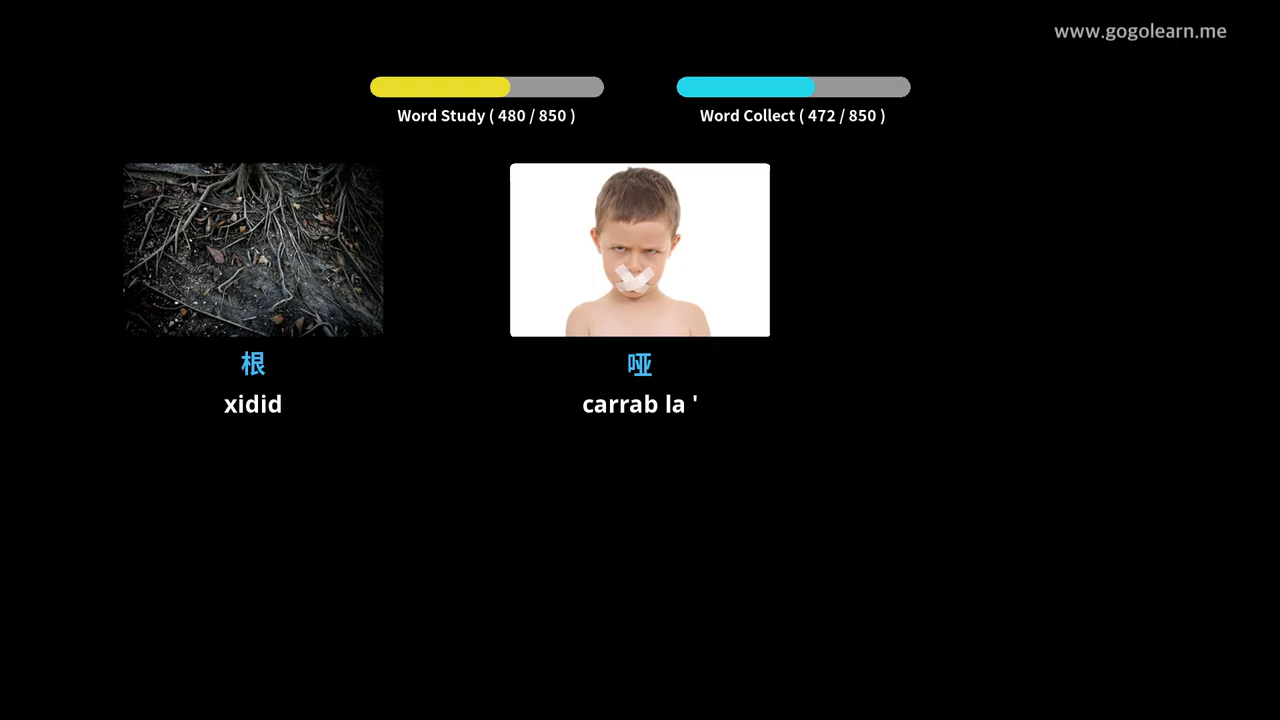 www.gogolearn.me
Word Study ( 480 / 850 )
Word Collect ( 472 / 850 )
根
xidid
哑
carrab la '